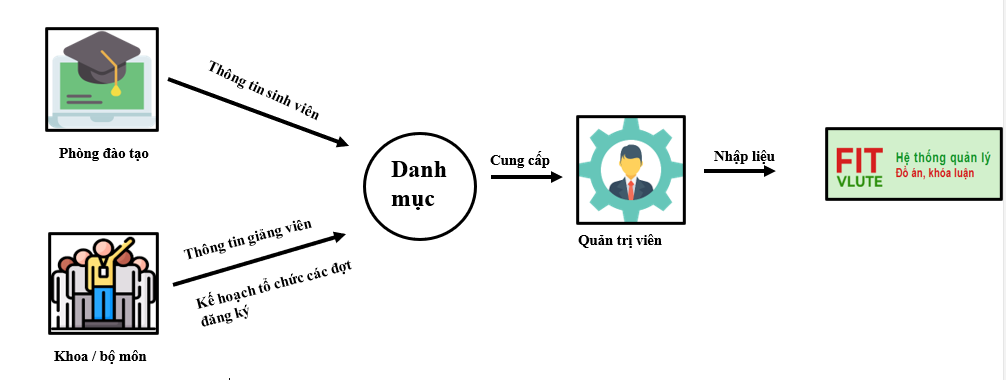 Thông tin sinh viên
Phòng đào tạo
Danh
mục
Cung cấp
Nhập liệu
FIT
VLUTE
Hệ thống quản lý
Đồ án, khóa luận
Quản trị viên
Thông tin giảng viên
Kế hoạch tổ chức các đợt
đăng ký
Khoa / bộ môn